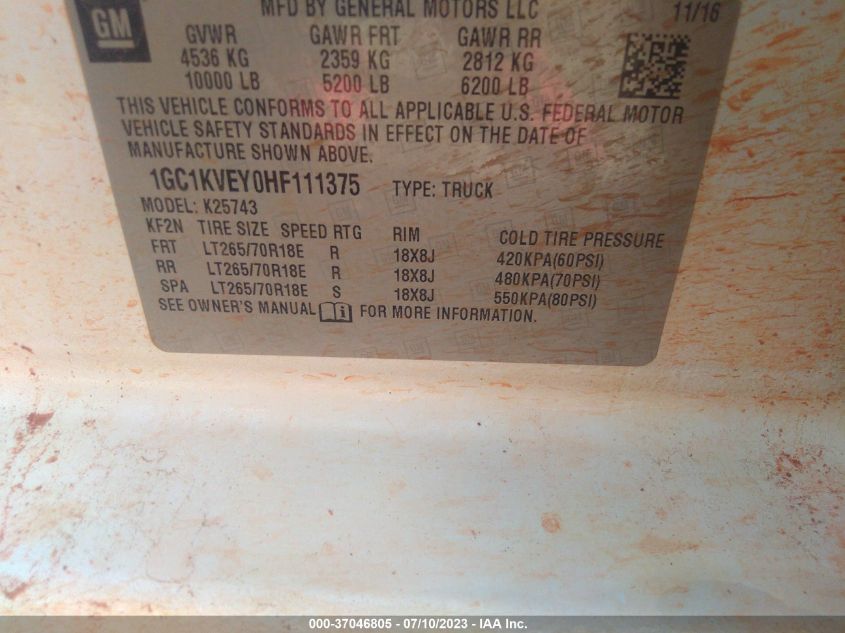 MFD BY GENERAL MOTORS LLC 11/16
GM
GVWR GAWR FRT GAWR RR
4536 KG 2359 KG 2812 KG
10000 LB 5200 LB 6200 LB
THIS VEHICLE CONFORMS TO ALL APPLICABLE U.S. FEDERAL MOTOR
VEHICLE SAFETY STANDARDS IN EFFECT ON THE DATE OF
MANUFACTURE SHOWN ABOVE.
1GC1KVEY0HF111375 TYPE: TRUCK
MODEL: K25743
KF2N TIRE SIZE SPEED RTG RIM COLD TIRE PRESSURE
FRT LT265/70R18E R 18X8J 420KPA(60PSI)
RR LT265/70R18E R 18X8J 480KPA(70PSI)
SPA LT265/70R18E S 18X8J 550KPA(80PSI)
SEE OWNER'S MANUAL FOR MORE INFORMATION.
000-37046805 - 07/10/2023 - © IAA Inc.